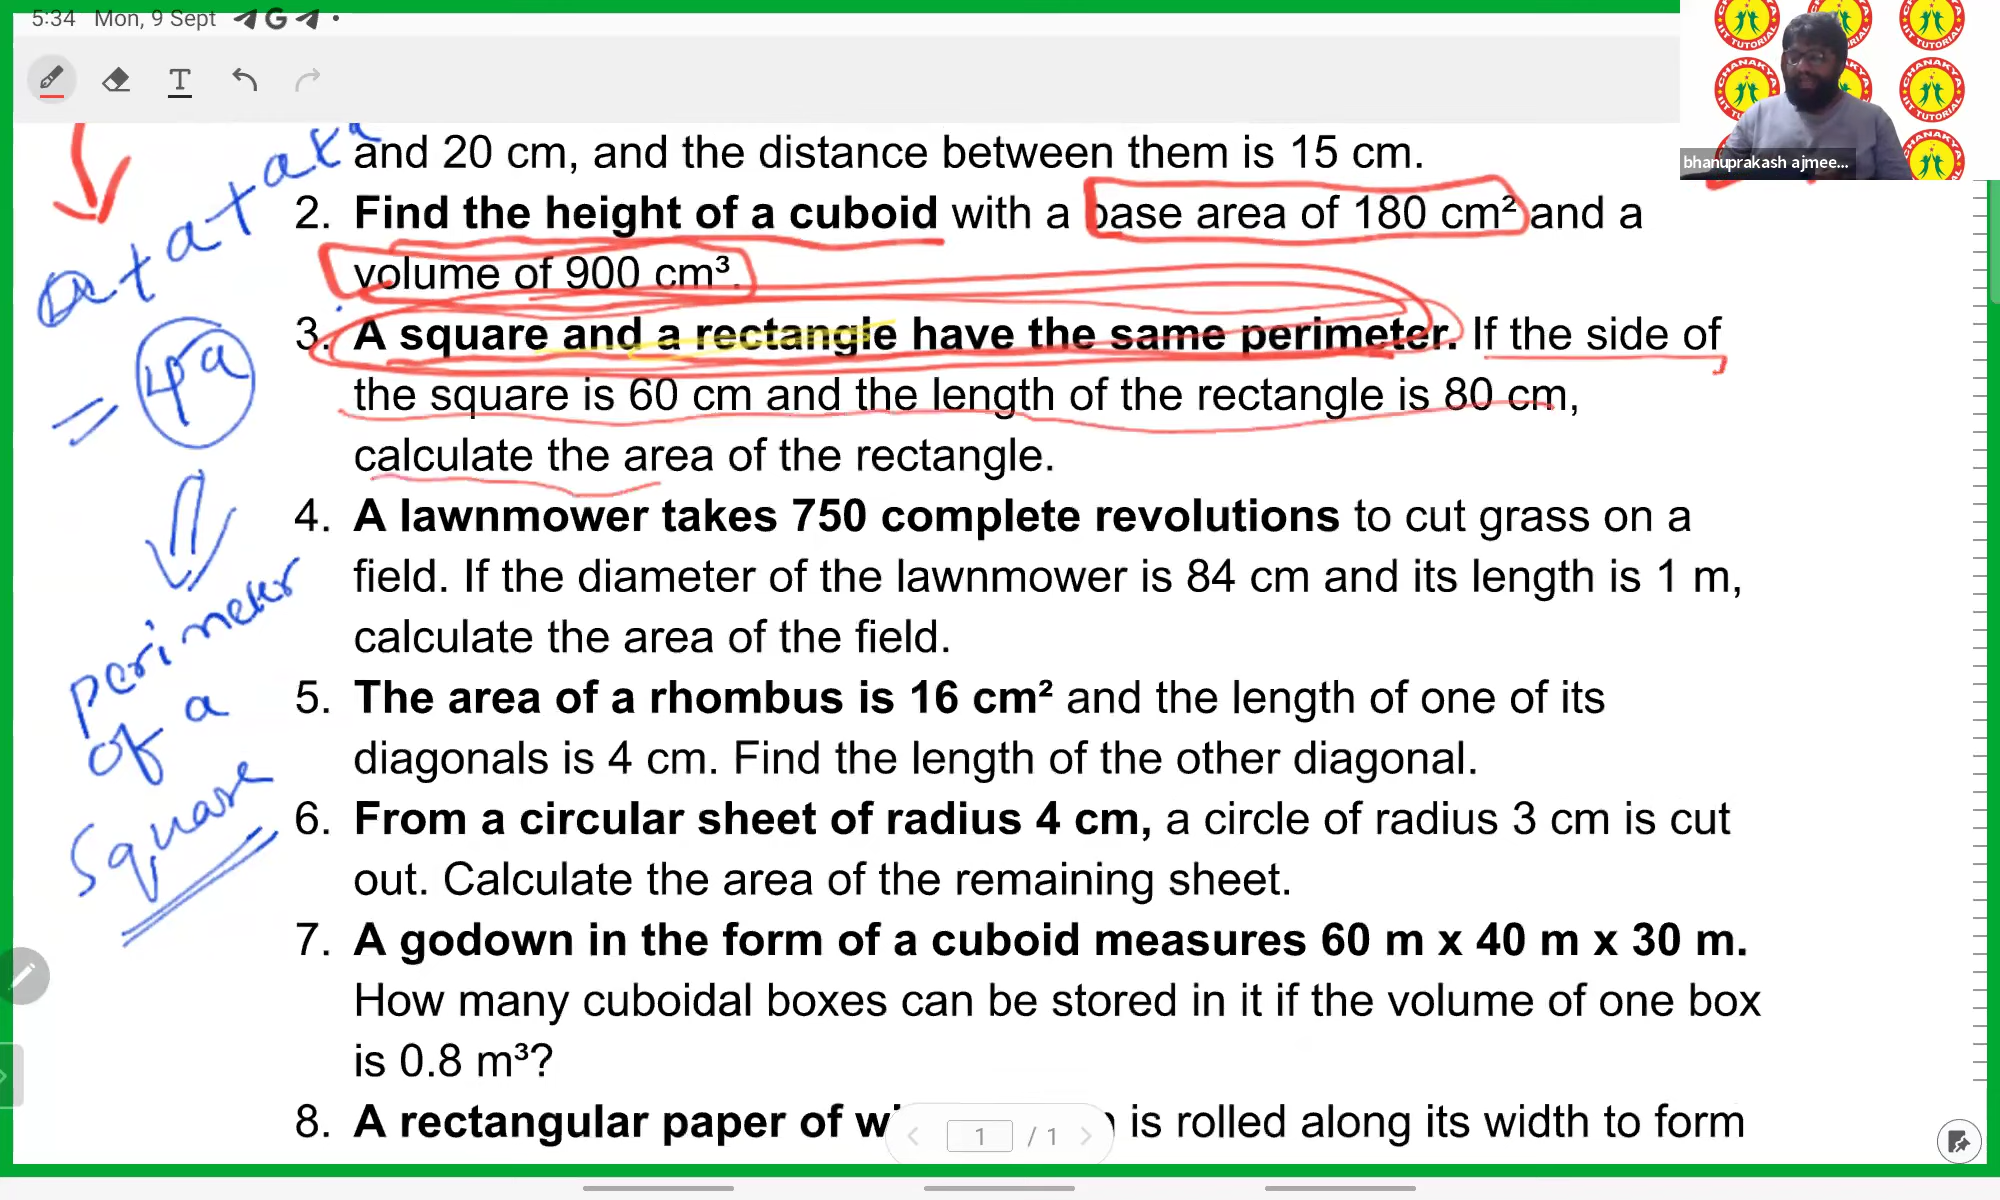 5:34 Mon, 9 Sept
CHANAKYA IIT TUTORIAL
bhanuprakash ajmee...
and 20 cm, and the distance between them is 15 cm.
2. Find the height of a cuboid with a base area of 180 cm² and a
volume of 900 cm³.
3. A square and a rectangle have the same perimeter. If the side of
the square is 60 cm and the length of the rectangle is 80 cm,
calculate the area of the rectangle.
4. A lawnmower takes 750 complete revolutions to cut grass on a
field. If the diameter of the lawnmower is 84 cm and its length is 1 m,
calculate the area of the field.
5. The area of a rhombus is 16 cm² and the length of one of its
diagonals is 4 cm. Find the length of the other diagonal.
6. From a circular sheet of radius 4 cm, a circle of radius 3 cm is cut
out. Calculate the area of the remaining sheet.
7. A godown in the form of a cuboid measures 60 m x 40 m x 30 m.
How many cuboidal boxes can be stored in it if the volume of one box
is 0.8 m³?
8. A rectangular paper of is rolled along its width to form
a+a+a+a
= 4a
perimeter
of a
square
1 / 1